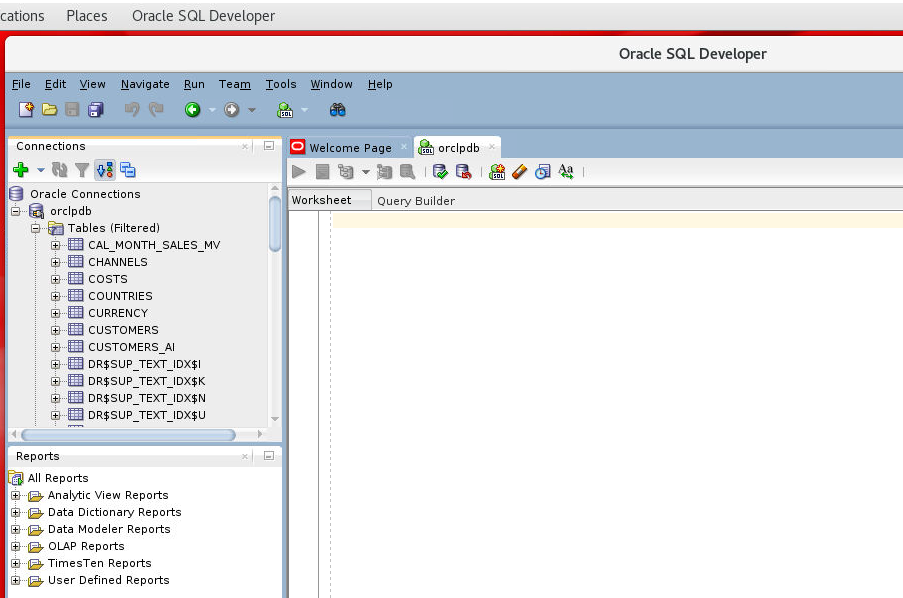 cations Places Oracle SQL Developer
Oracle SQL Developer
File Edit View Navigate Run Team Tools Window Help
Connections
Welcome Page
orclpdb
Worksheet
Query Builder
Oracle Connections
orclpdb
Tables (Filtered)
CAL_MONTH_SALES_MV
CHANNELS
COSTS
COUNTRIES
CURRENCY
CUSTOMERS
CUSTOMERS_AI
DR$SUP_TEXT_IDX$I
DR$SUP_TEXT_IDX$K
DR$SUP_TEXT_IDX$N
DR$SUP_TEXT_IDX$U
Reports
All Reports
Analytic View Reports
Data Dictionary Reports
Data Modeler Reports
OLAP Reports
TimesTen Reports
User Defined Reports